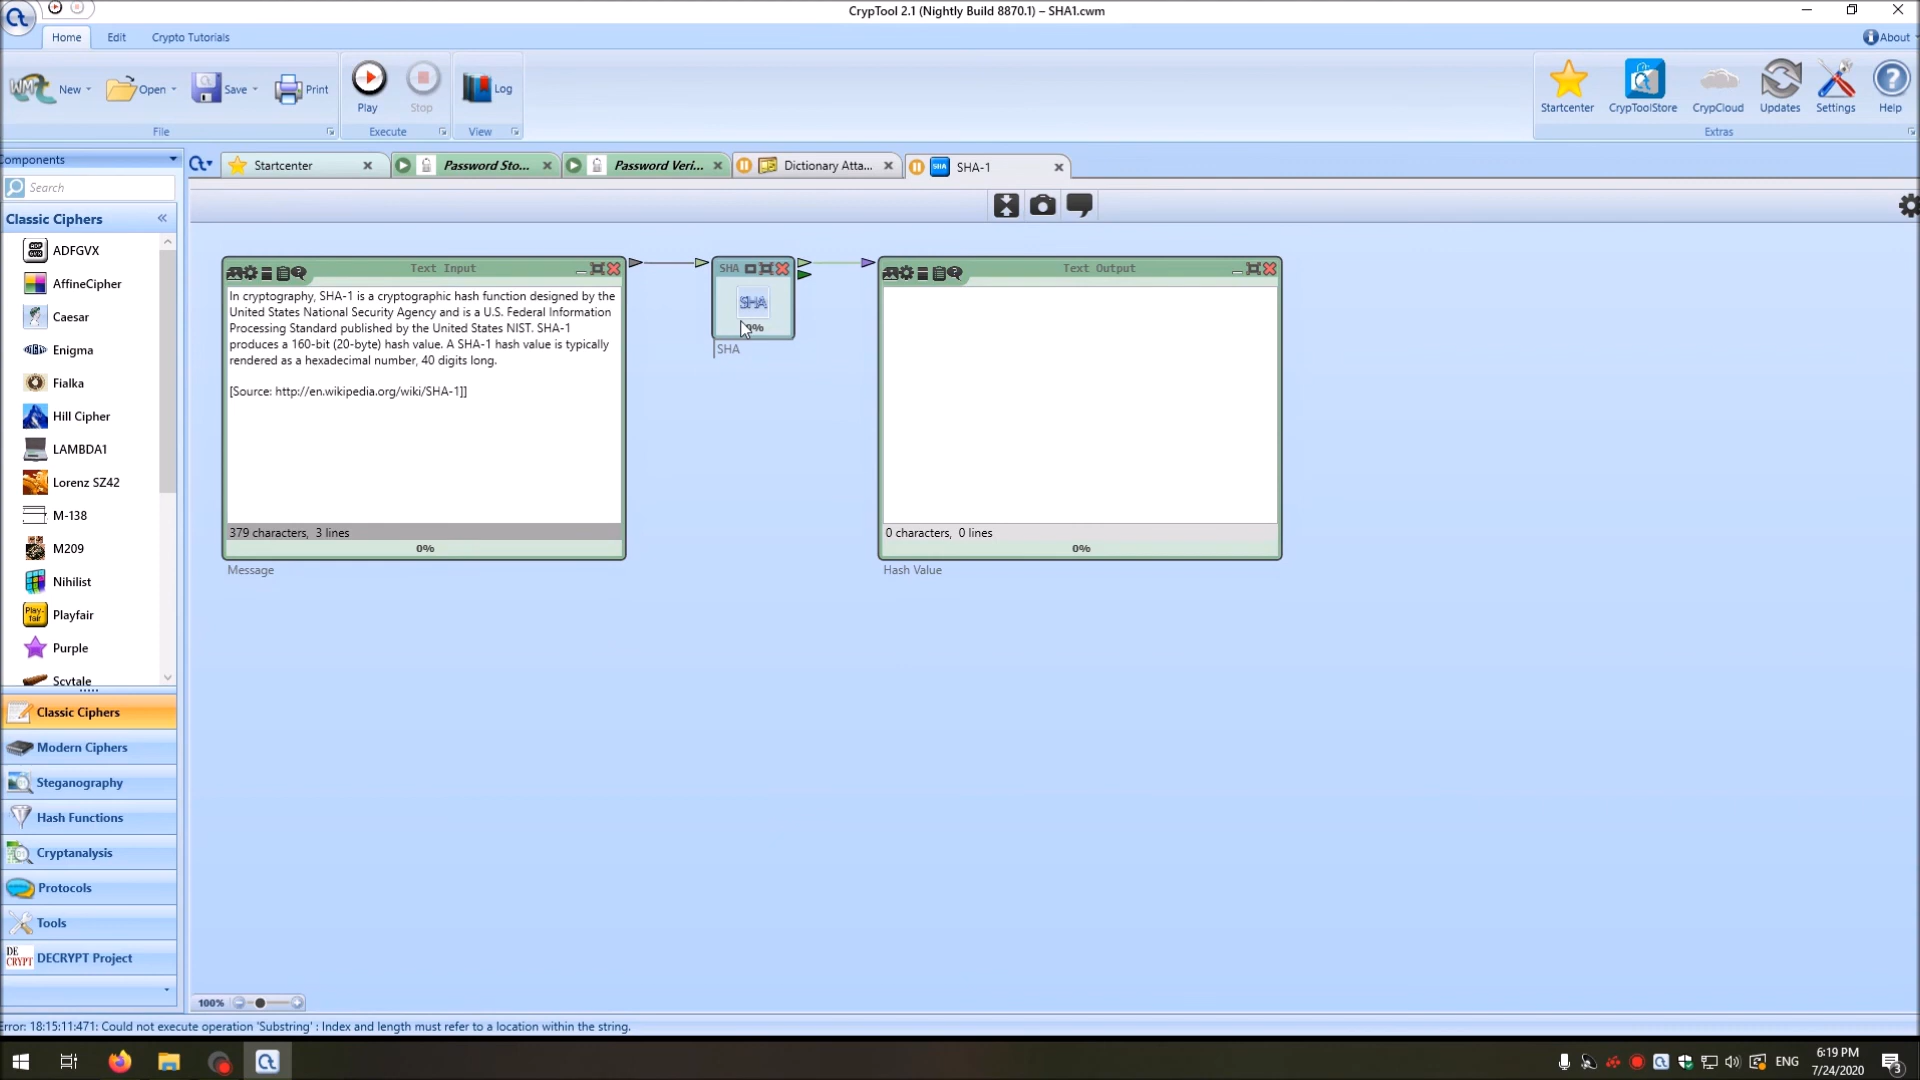 CrypTool 2.1 (Nightly Build 8870.1) – SHA1.cwm
Home Edit Crypto Tutorials About
New Open Save Print Play Stop Log Startcenter CrypToolStore CrypCloud Updates Settings Help
File Execute View Extras
Components
Search
Classic Ciphers
ADFGVX
AffineCipher
Caesar
Enigma
Fialka
Hill Cipher
LAMBDA1
Lorenz SZ42
M-138
M209
Nihilist
Playfair
Purple
Scytale
Classic Ciphers
Modern Ciphers
Steganography
Hash Functions
Cryptanalysis
Protocols
Tools
DECRYPT Project
Startcenter Password Sto... Password Veri... Dictionary Atta... SHA SHA-1
Text Input
In cryptography, SHA-1 is a cryptographic hash function designed by the
United States National Security Agency and is a U.S. Federal Information
Processing Standard published by the United States NIST. SHA-1
produces a 160-bit (20-byte) hash value. A SHA-1 hash value is typically
rendered as a hexadecimal number, 40 digits long.
[Source: http://en.wikipedia.org/wiki/SHA-1]]
379 characters, 3 lines
0%
Message
SHA
SHA
SHA
Text Output
0 characters, 0 lines
0%
Hash Value
100%
Error: 18:15:11:471: Could not execute operation 'Substring' : Index and length must refer to a location within the string.
ENG
6:19 PM
7/24/2020
3